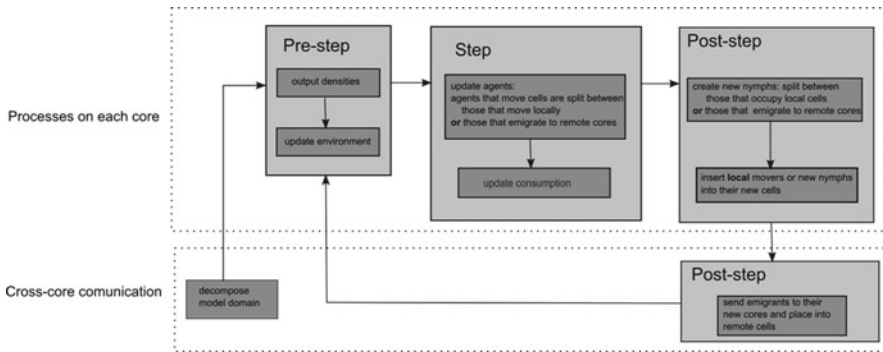 Processes on each core
Pre-step
output densities
update environment
Step
update agents:
agents that move cells are split between
those that move locally
or those that emigrate to remote cores
update consumption
Post-step
create new nymphs: split between
those that occupy local cells
or those that emigrate to remote cores
insert local movers or new nymphs
into their new cells
Cross-core comunication
decompose
model domain
Post-step
send emigrants to their
new cores and place into
remote cells